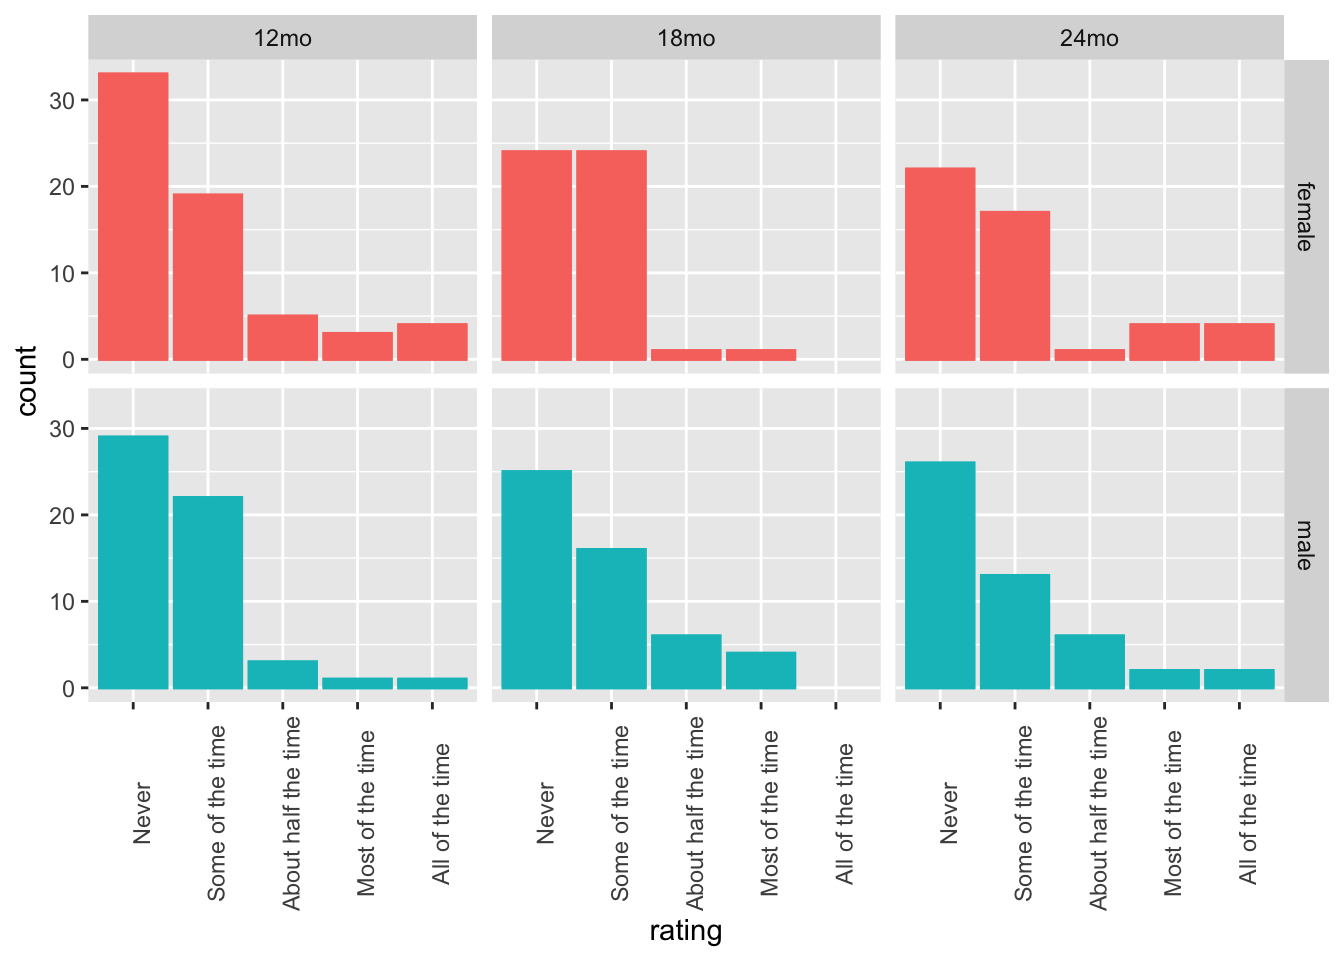 12mo
18mo
24mo
count
30
20
10
0
female
30
20
10
0
male
Never
Some of the time
About half the time
Most of the time
All of the time
Never
Some of the time
About half the time
Most of the time
All of the time
Never
Some of the time
About half the time
Most of the time
All of the time
rating